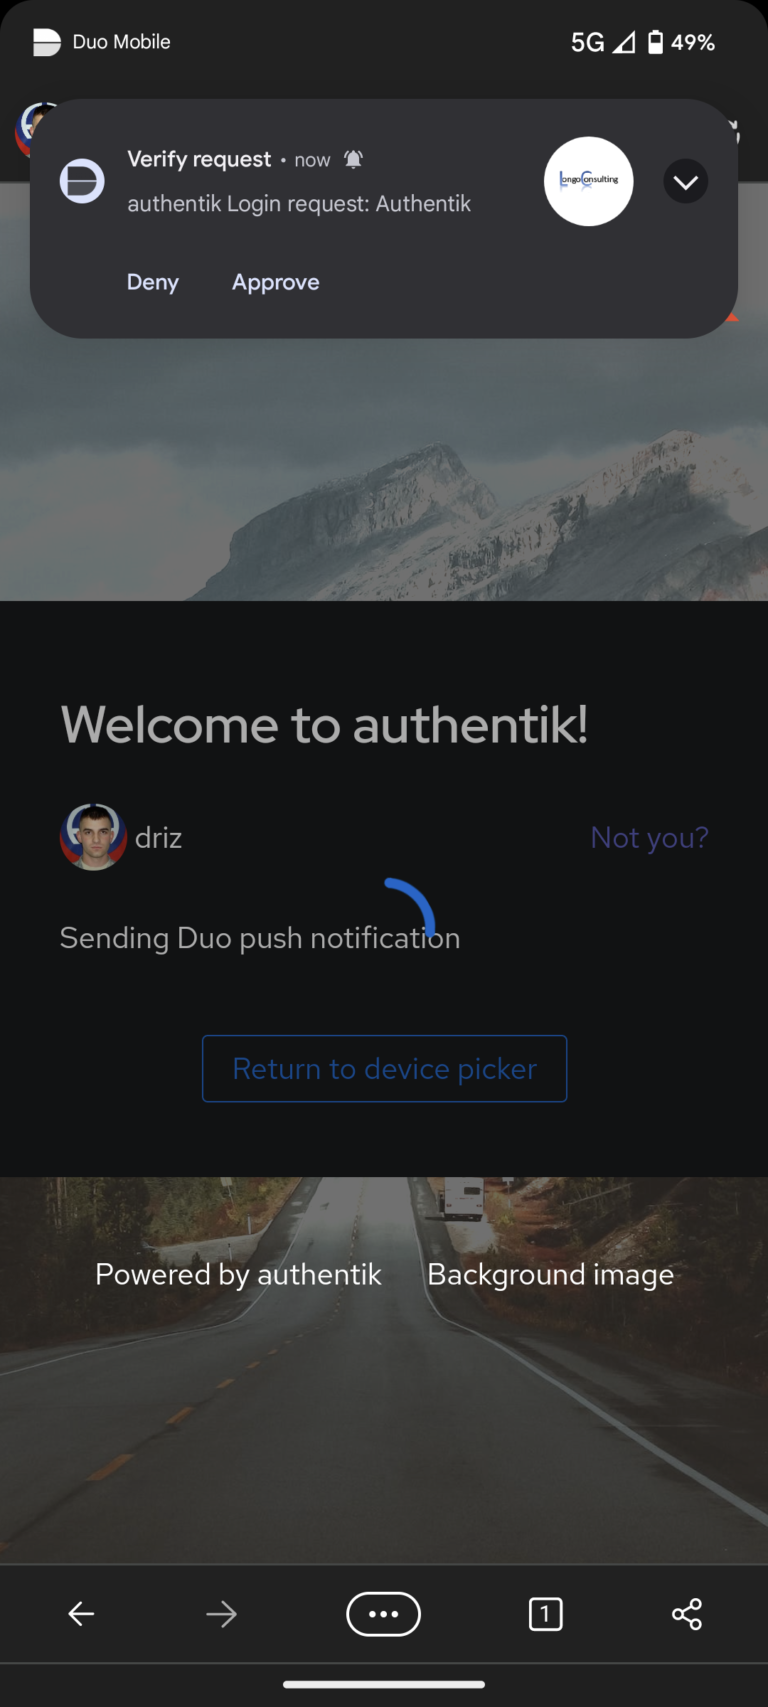 Duo Mobile
5G 49%
Verify request • now
authentik Login request: Authentik
LongoConsulting
Deny Approve
Welcome to authentik!
driz Not you?
Sending Duo push notification
Return to device picker
Powered by authentik Background image
1